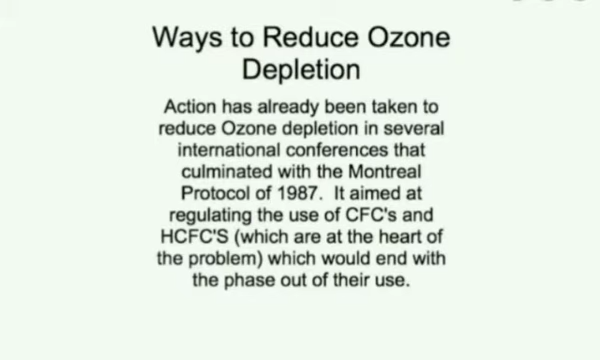 Ways to Reduce Ozone
Depletion
Action has already been taken to
reduce Ozone depletion in several
international conferences that
culminated with the Montreal
Protocol of 1987.  It aimed at
regulating the use of CFC's and
HCFC'S (which are at the heart of
the problem) which would end with
the phase out of their use.